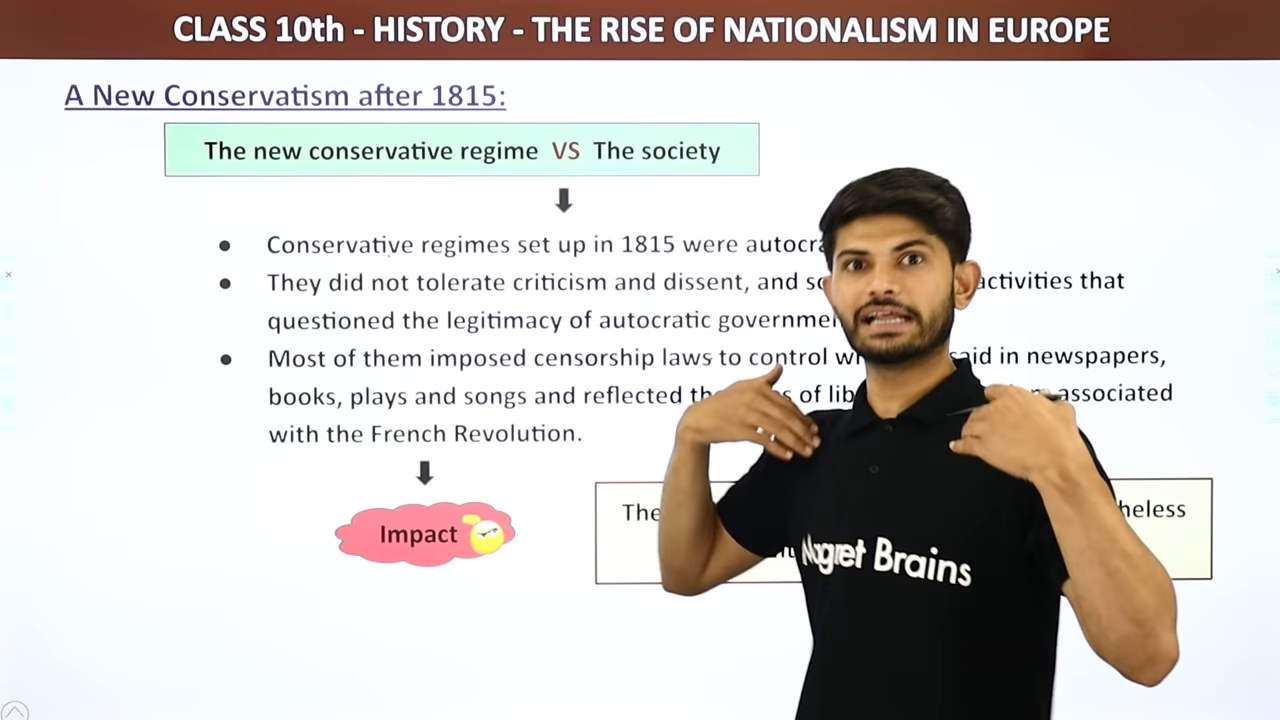 CLASS 10th - HISTORY - THE RISE OF NATIONALISM IN EUROPE
A New Conservatism after 1815:
The new conservative regime VS The society
Conservative regimes set up in 1815 were
They did not tolerate criticism and dissent, and activities that
questioned the legitimacy of autocratic
Most of them imposed censorship laws to control said in newspapers,
books, plays and songs and reflected of associated
with the French Revolution.
Impact
The
Magnet Brains